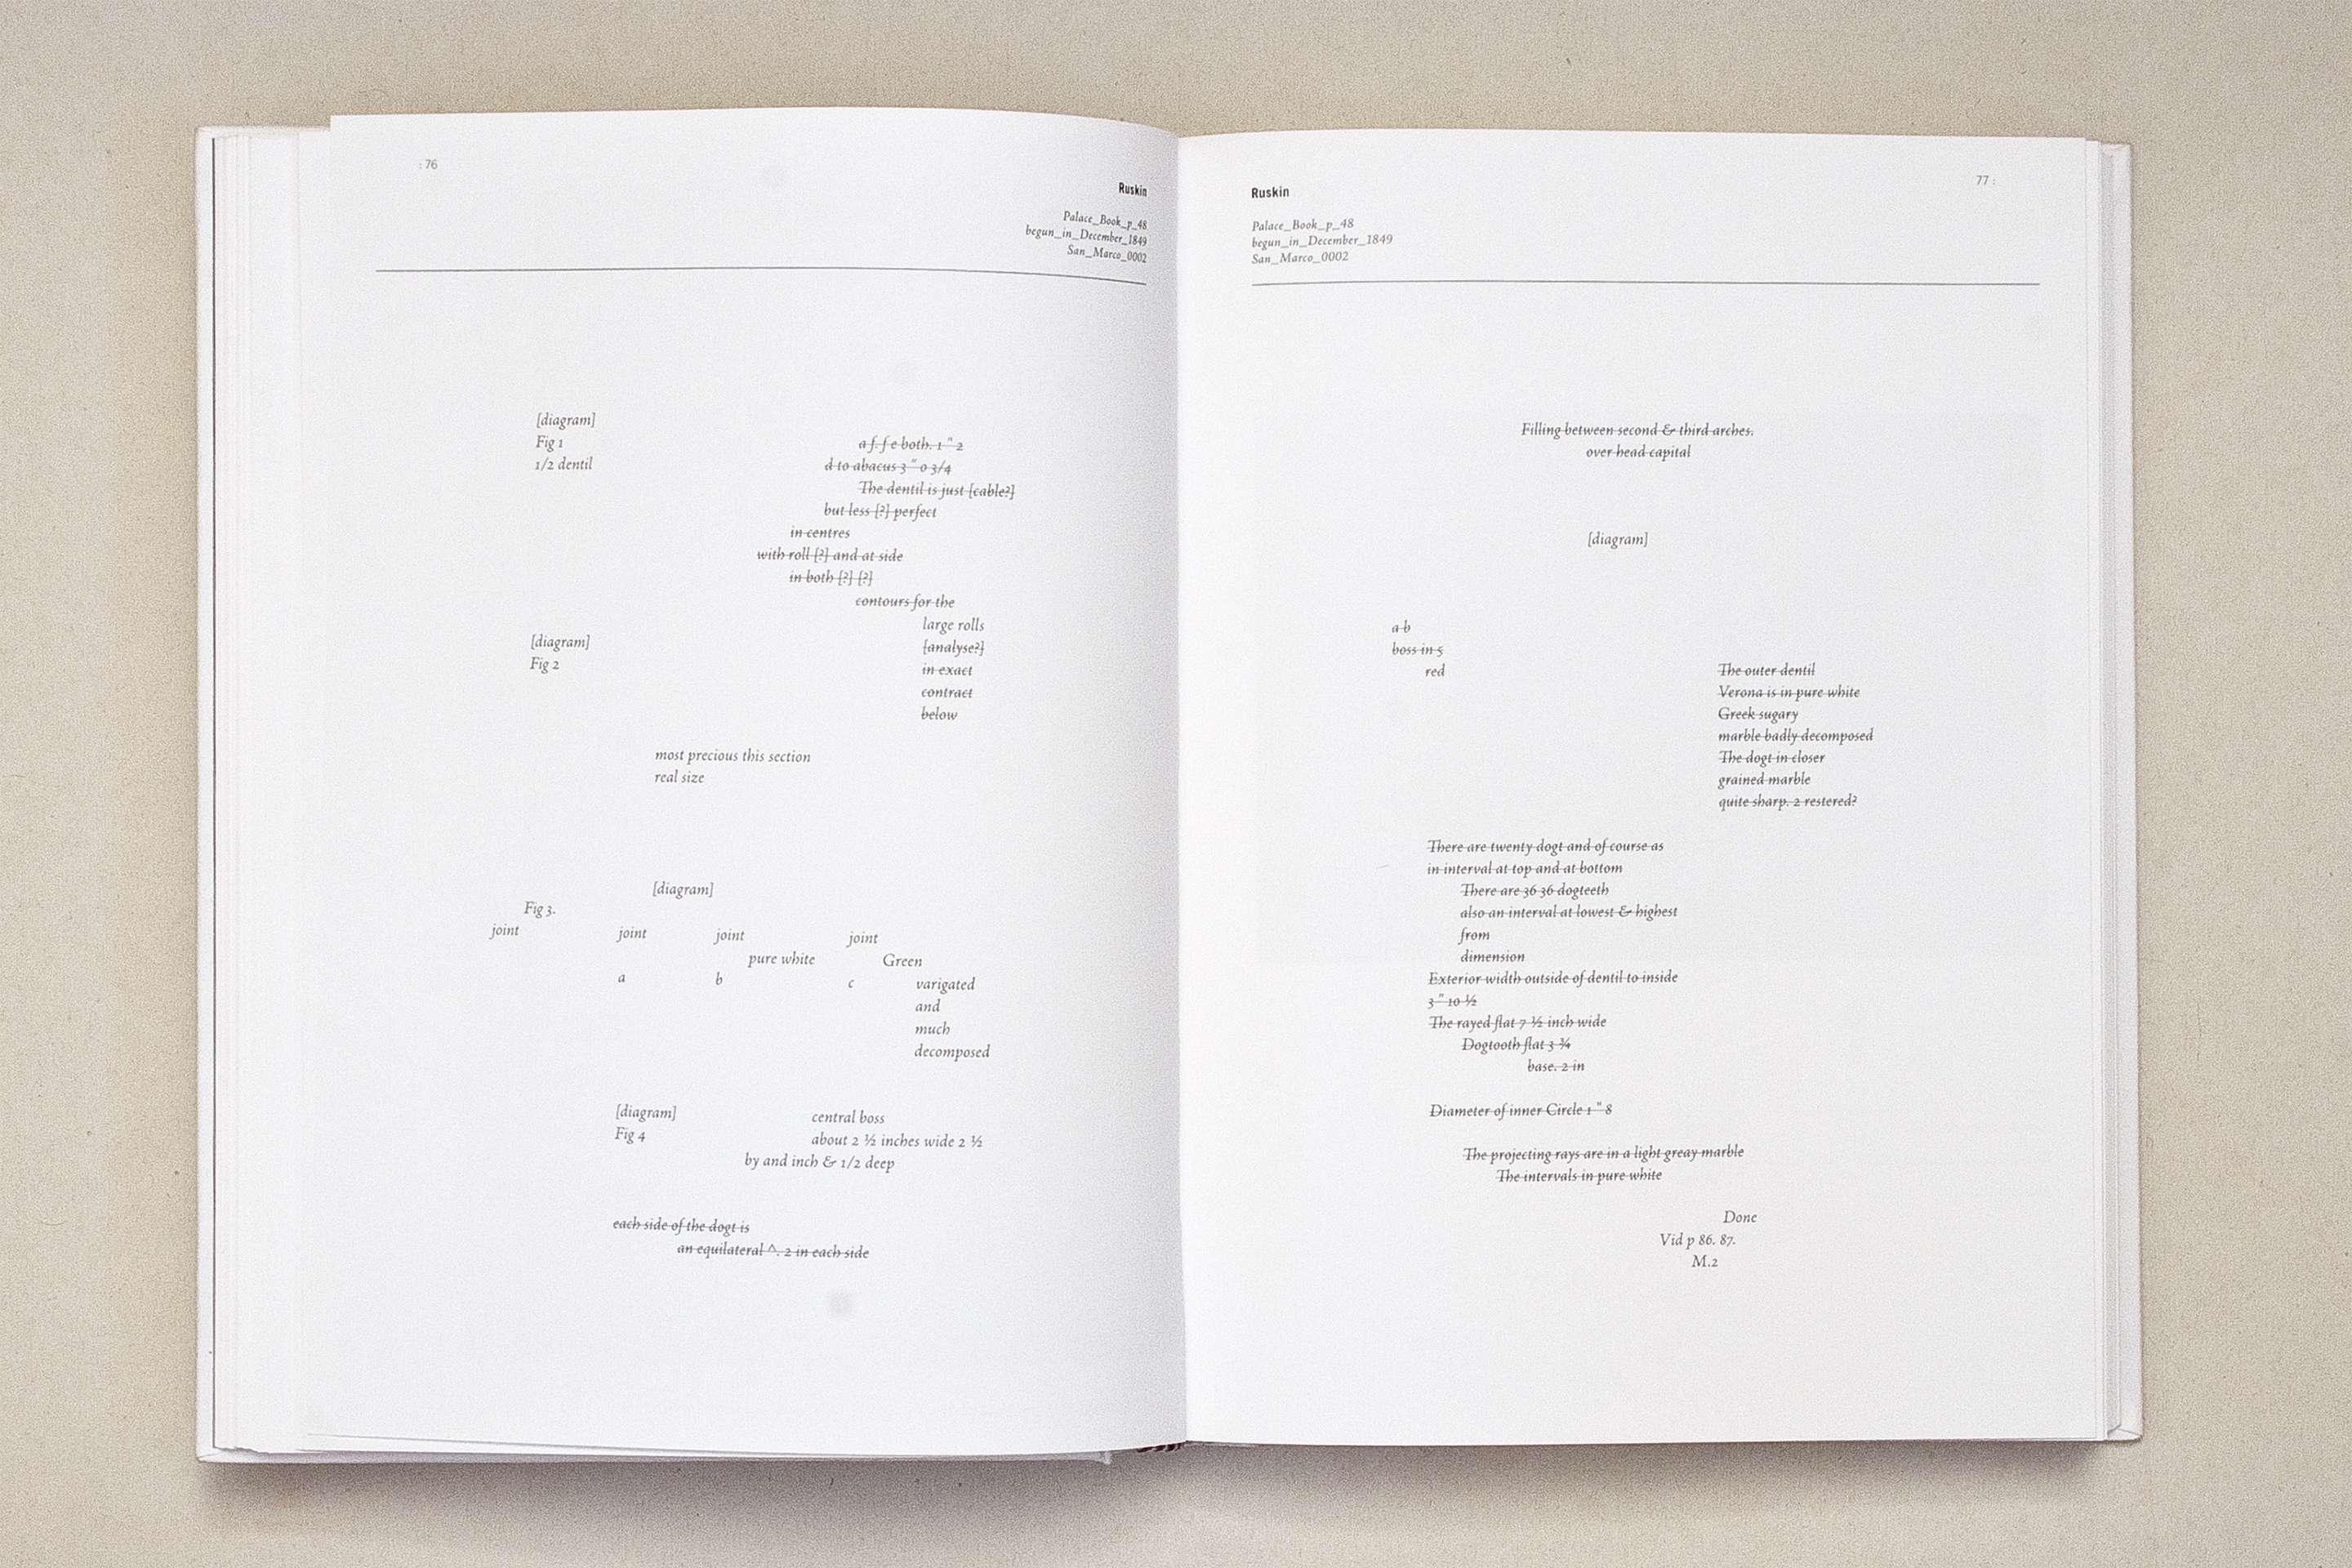 : 76
Ruskin
Palace_Book_p_48
begun_in_December_1849
San_Marco_0002
[diagram]
Fig 1
1/2 dentil
a f. f e both. 1 " 2
d to abacus 3 " 0 3/4
The dentil is just [cable?]
but less [?] perfect
in centres
with roll [?] and at side
in both [?] [?]
contours for the
large rolls
[analyse?]
in exact
contract
below
[diagram]
Fig 2
most precious this section
real size
[diagram]
Fig 3.
joint joint joint joint
pure white Green
a b c varigated
and
much
decomposed
[diagram]
Fig 4
central boss
about 2 ½ inches wide 2 ½
by and inch & 1/2 deep
each side of the dogt is
an equilateral ^. 2 in each side
77 :
Ruskin
Palace_Book_p_48
begun_in_December_1849
San_Marco_0002
Filling between second & third arches.
over head capital
[diagram]
a b
boss in 5
red
The outer dentil
Verona is in pure white
Greek sugary
marble badly decomposed
The dogt in closer
grained marble
quite sharp. 2 restered?
There are twenty dogt and of course as
in interval at top and at bottom
There are 36 36 dogteeth
also an interval at lowest & highest
from
dimension
Exterior width outside of dentil to inside
3 " 10 ½
The rayed flat 7 ½ inch wide
Dogtooth flat 3 ¾
base. 2 in
Diameter of inner Circle 1 " 8
The projecting rays are in a light greay marble
The intervals in pure white
Done
Vid p 86. 87.
M.2